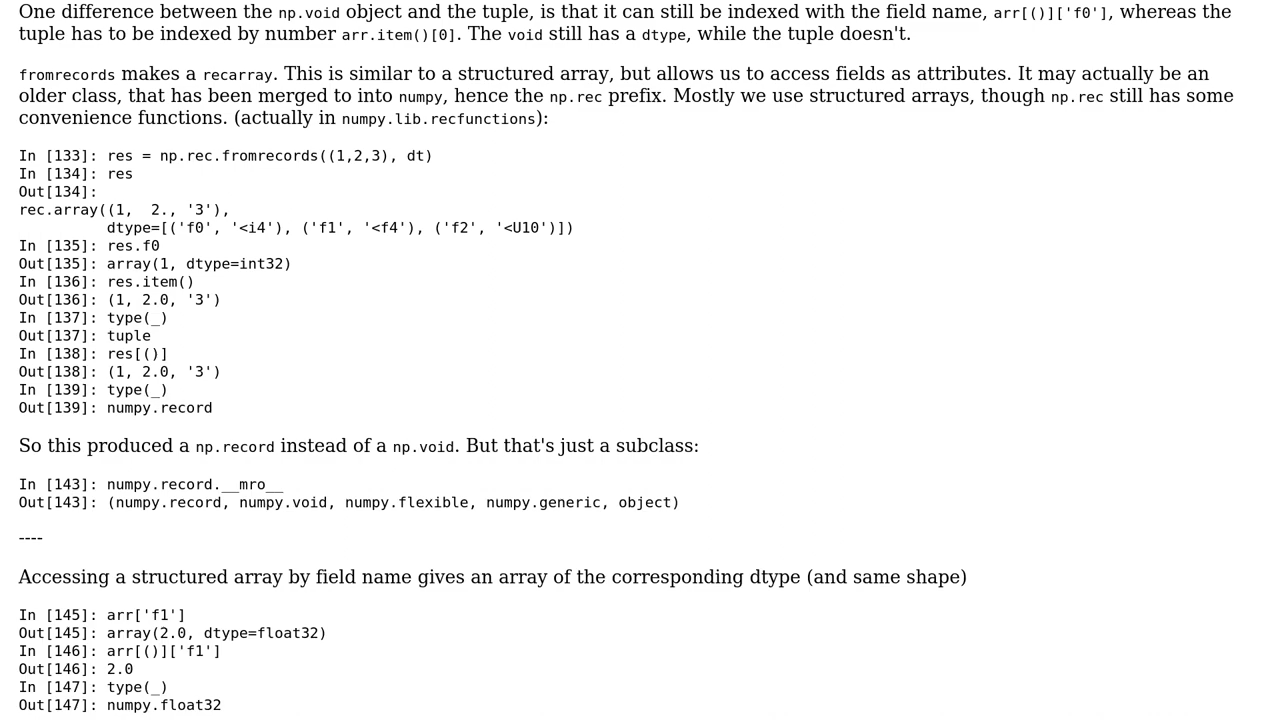 One difference between the np.void object and the tuple, is that it can still be indexed with the field name, arr[()]['f0'], whereas the
tuple has to be indexed by number arr.item()[0]. The void still has a dtype, while the tuple doesn't.
fromrecords makes a recarray. This is similar to a structured array, but allows us to access fields as attributes. It may actually be an
older class, that has been merged to into numpy, hence the np.rec prefix. Mostly we use structured arrays, though np.rec still has some
convenience functions. (actually in numpy.lib.recfunctions):
In [133]: res = np.rec.fromrecords((1,2,3), dt)
In [134]: res
Out[134]:
rec.array((1,  2., '3'),
          dtype=[('f0', '<i4'), ('f1', '<f4'), ('f2', '<U10')])
In [135]: res.f0
Out[135]: array(1, dtype=int32)
In [136]: res.item()
Out[136]: (1, 2.0, '3')
In [137]: type(_)
Out[137]: tuple
In [138]: res[()]
Out[138]: (1, 2.0, '3')
In [139]: type(_)
Out[139]: numpy.record
So this produced a np.record instead of a np.void. But that's just a subclass:
In [143]: numpy.record.__mro__
Out[143]: (numpy.record, numpy.void, numpy.flexible, numpy.generic, object)
----
Accessing a structured array by field name gives an array of the corresponding dtype (and same shape)
In [145]: arr['f1']
Out[145]: array(2.0, dtype=float32)
In [146]: arr[()]['f1']
Out[146]: 2.0
In [147]: type(_)
Out[147]: numpy.float32